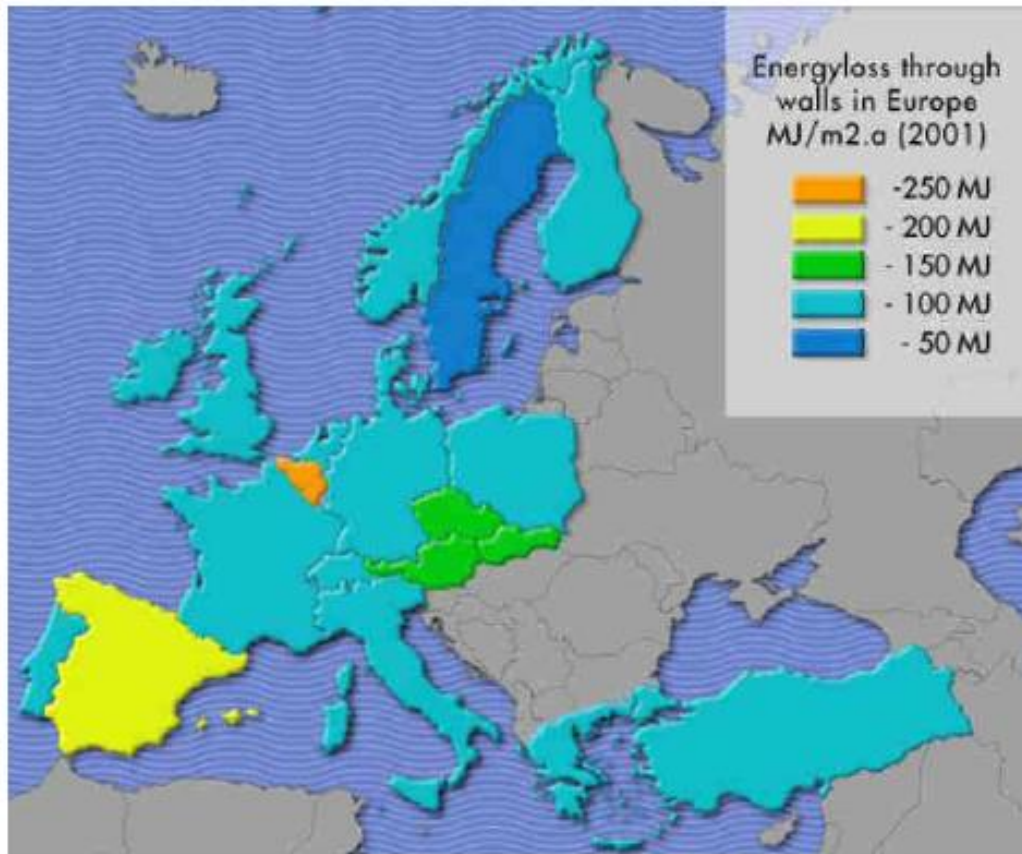 Energyloss through
walls in Europe
MJ/m2.a (2001)
-250 MJ
- 200 MJ
- 150 MJ
- 100 MJ
- 50 MJ